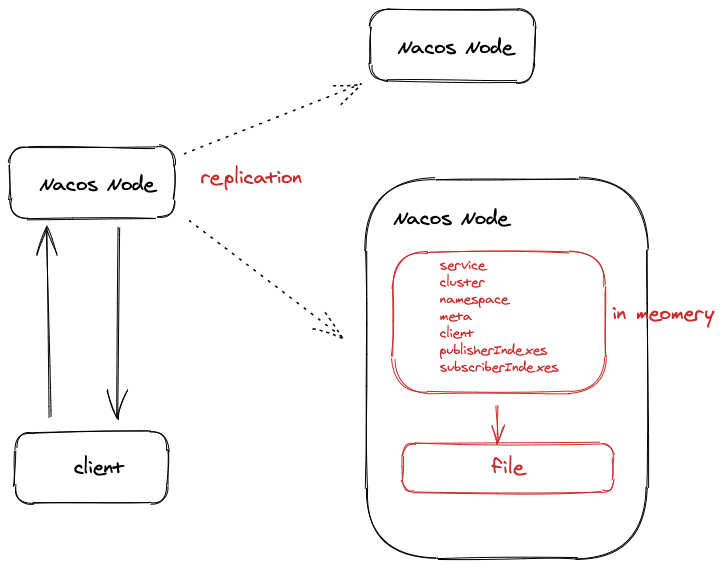 Nacos Node
Nacos Node
replication
Nacos Node
service
cluster
namespace
meta
client
publisherIndexes
subscriberIndexes
in meomery
file
client